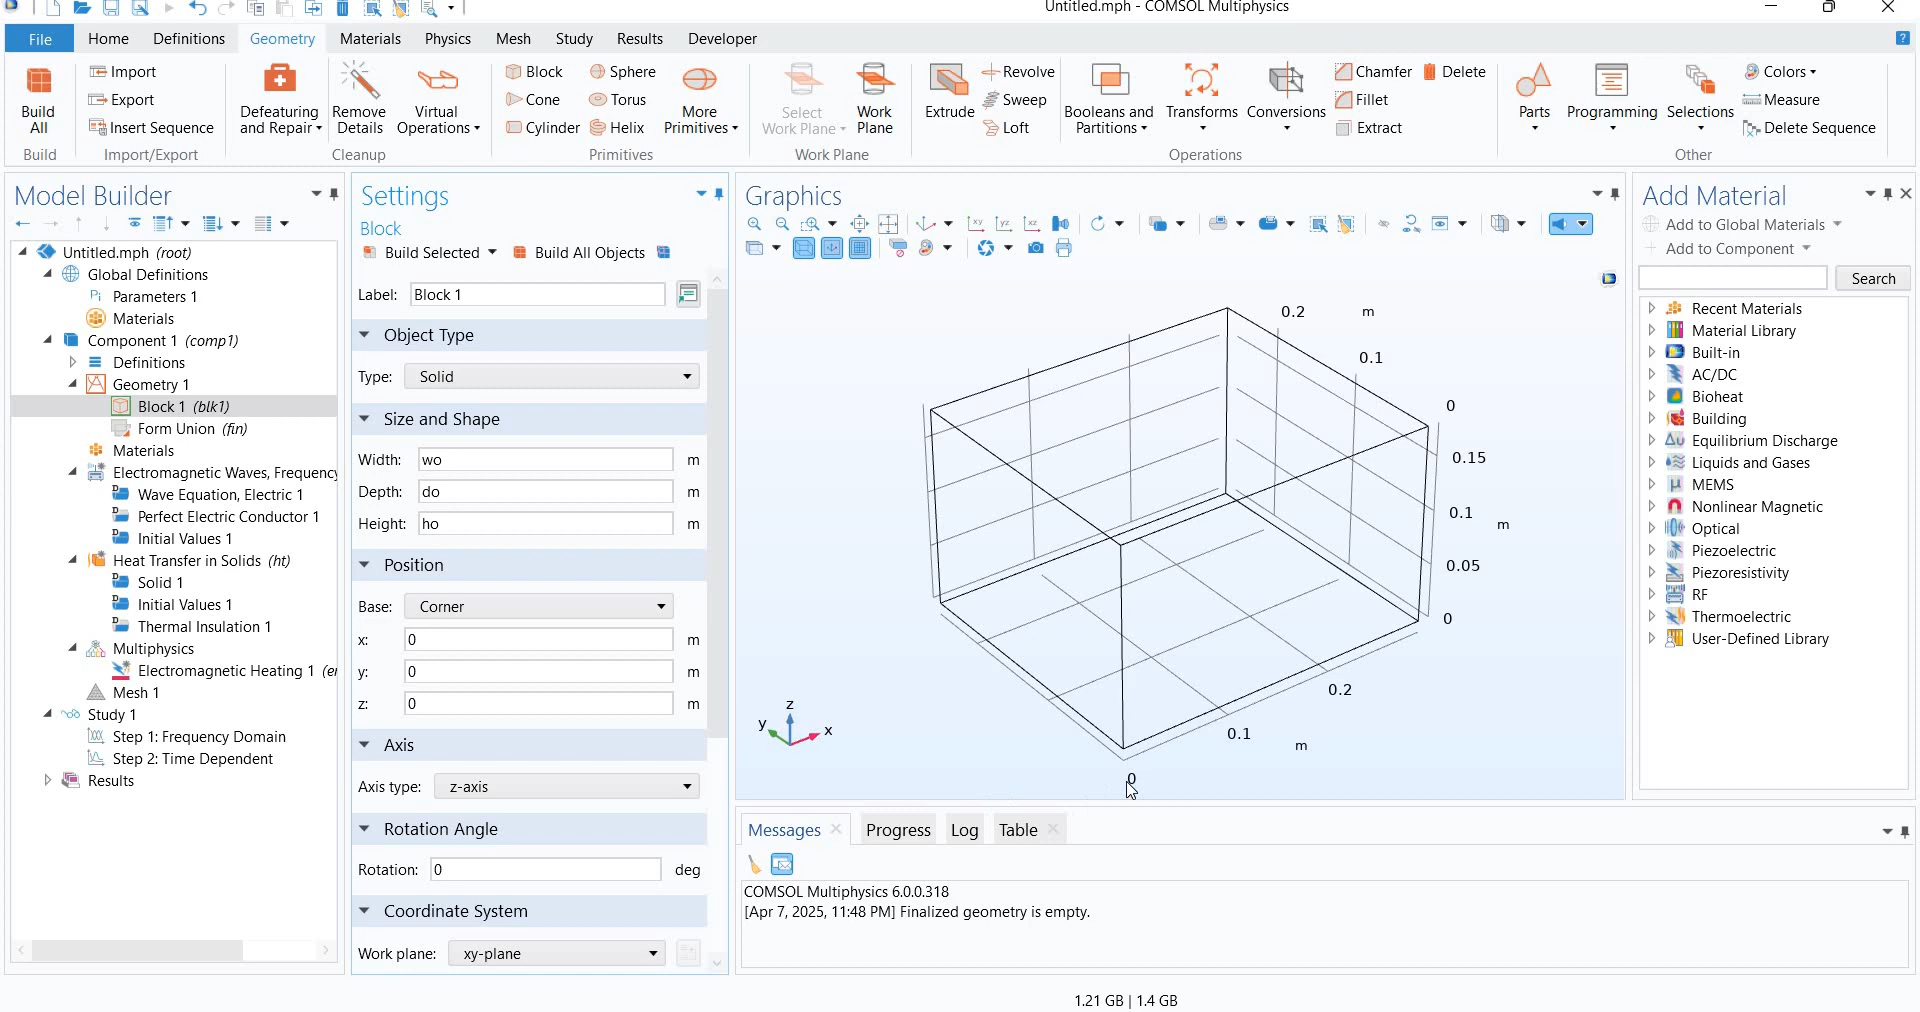 Untitled.mph - COMSOL Multiphysics
File Home Definitions Geometry Materials Physics Mesh Study Results Developer
Build All
Build
Import
Export
Insert Sequence
Import/Export
Defeaturing and Repair
Remove Details
Virtual Operations
Cleanup
Block
Cone
Cylinder
Sphere
Torus
Helix
More Primitives
Primitives
Select Work Plane
Work Plane
Work Plane
Extrude
Revolve
Sweep
Loft
Booleans and Partitions
Transforms
Conversions
Chamfer
Fillet
Extract
Delete
Operations
Parts
Programming
Selections
Colors
Measure
Delete Sequence
Other
Model Builder
Untitled.mph (root)
Global Definitions
Pi Parameters 1
Materials
Component 1 (comp1)
Definitions
Geometry 1
Block 1 (blk1)
Form Union (fin)
Materials
Electromagnetic Waves, Frequency
Wave Equation, Electric 1
Perfect Electric Conductor 1
Initial Values 1
Heat Transfer in Solids (ht)
Solid 1
Initial Values 1
Thermal Insulation 1
Multiphysics
Electromagnetic Heating 1 (er
Mesh 1
Study 1
Step 1: Frequency Domain
Step 2: Time Dependent
Results
Settings
Block
Build Selected Build All Objects
Label: Block 1
Object Type
Type: Solid
Size and Shape
Width: wo m
Depth: do m
Height: ho m
Position
Base: Corner
x: 0 m
y: 0 m
z: 0 m
Axis
Axis type: z-axis
Rotation Angle
Rotation: 0 deg
Coordinate System
Work plane: xy-plane
Graphics
0.2 m
0.1
0
0.15
0.1 m
0.05
0
0.2
0.1 m
0
z
y x
Messages Progress Log Table
COMSOL Multiphysics 6.0.0.318
[Apr 7, 2025, 11:48 PM] Finalized geometry is empty.
Add Material
Add to Global Materials
Add to Component
Search
Recent Materials
Material Library
Built-in
AC/DC
Bioheat
Building
Equilibrium Discharge
Liquids and Gases
MEMS
Nonlinear Magnetic
Optical
Piezoelectric
Piezoresistivity
RF
Thermoelectric
User-Defined Library
1.21 GB | 1.4 GB